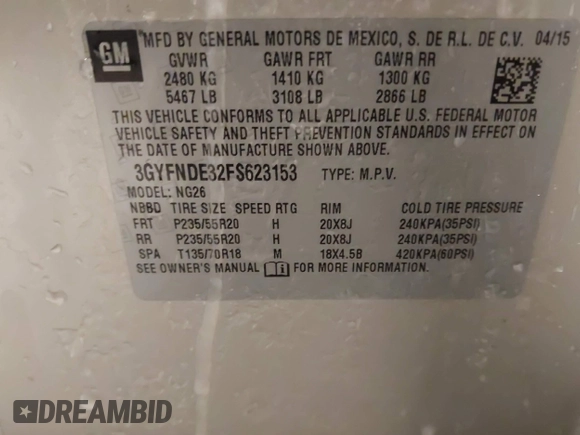 GM MFD BY GENERAL MOTORS DE MEXICO, S. DE R.L. DE C.V. 04/15
GVWR GAWR FRT GAWR RR
2480 KG 1410 KG 1300 KG
5467 LB 3108 LB 2866 LB
THIS VEHICLE CONFORMS TO ALL APPLICABLE U.S. FEDERAL MOTOR
VEHICLE SAFETY AND THEFT PREVENTION STANDARDS IN EFFECT ON
THE DATE OF MANUFACTURE SHOWN ABOVE.
3GYFNDE32FS623153 TYPE: M.P.V.
MODEL: NG26
NBBD TIRE SIZE SPEED RTG RIM COLD TIRE PRESSURE
FRT P235/55R20 H 20X8J 240KPA(35PSI)
RR P235/55R20 H 20X8J 240KPA(35PSI)
SPA T135/70R18 M 18X4.5B 420KPA(60PSI)
SEE OWNER'S MANUAL FOR MORE INFORMATION.
DREAMBID